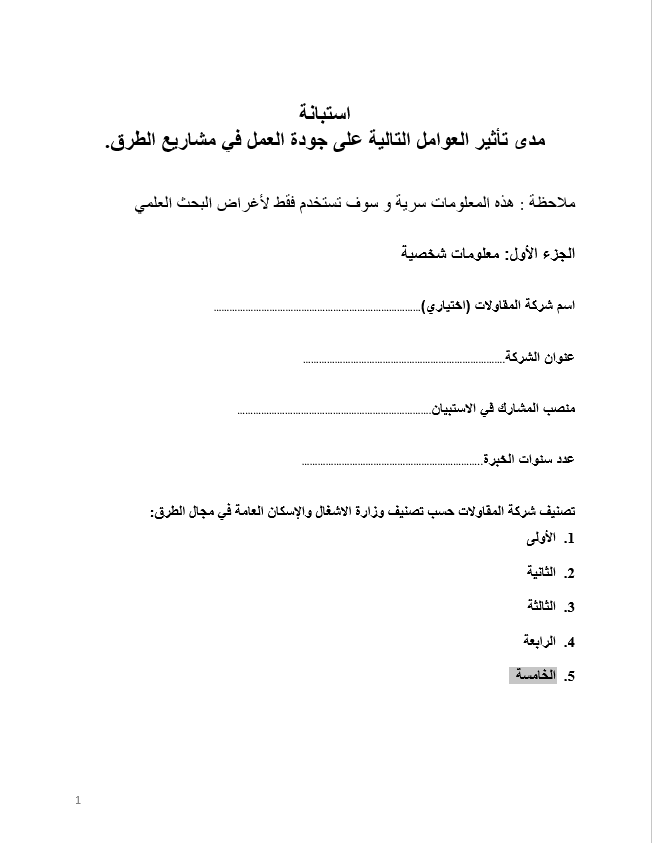 استبانة
مدى تأثير العوامل التالية على جودة العمل في مشاريع الطرق.
ملاحظة : هذه المعلومات سرية و سوف تستخدم فقط لأغراض البحث العلمي
الجزء الأول: معلومات شخصية
اسم شركة المقاولات (اختياري)......................................................................
عنوان الشركة....................................................................
منصب المشارك في الاستبيان..................................................................
عدد سنوات الخبرة.............................................................
تصنيف شركة المقاولات حسب تصنيف وزارة الاشغال والإسكان العامة في مجال الطرق:
1. الأولى
2. الثانية
3. الثالثة
4. الرابعة
5. الخامسة
1